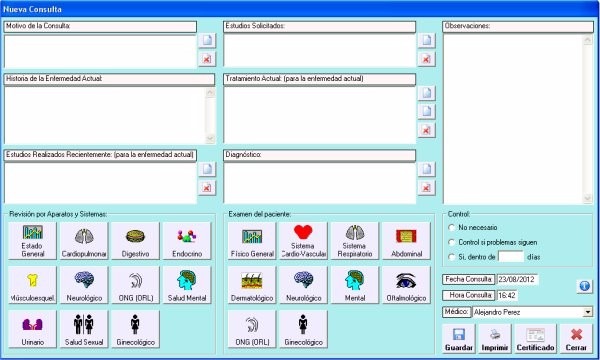 Nueva Consulta
Motivo de la Consulta:
Estudios Solicitados:
Observaciones:
Historia de la Enfermedad Actual:
Tratamiento Actual: (para la enfermedad actual)
Estudios Realizados Recientemente: (para la enfermedad actual)
Diagnóstico:
Revisión por Aparatos y Sistemas:
Estado General
Cardiopulmonar
Digestivo
Endocrino
Músculoesquel.
Neurológico
ONG (ORL)
Salud Mental
Urinario
Salud Sexual
Ginecológico
Examen del paciente:
Físico General
Sistema Cardio-Vascular
Sistema Respiratorio
Abdominal
Dermatológico
Neurológico
Mental
Oftalmológico
ONG (ORL)
Ginecológico
Control:
No necesario
Control si problemas siguen
Si, dentro de días
Fecha Consulta: 23/08/2012
Hora Consulta: 16:42
Médico: Alejandro Perez
Guardar
Imprimir
Certificado
Cerrar